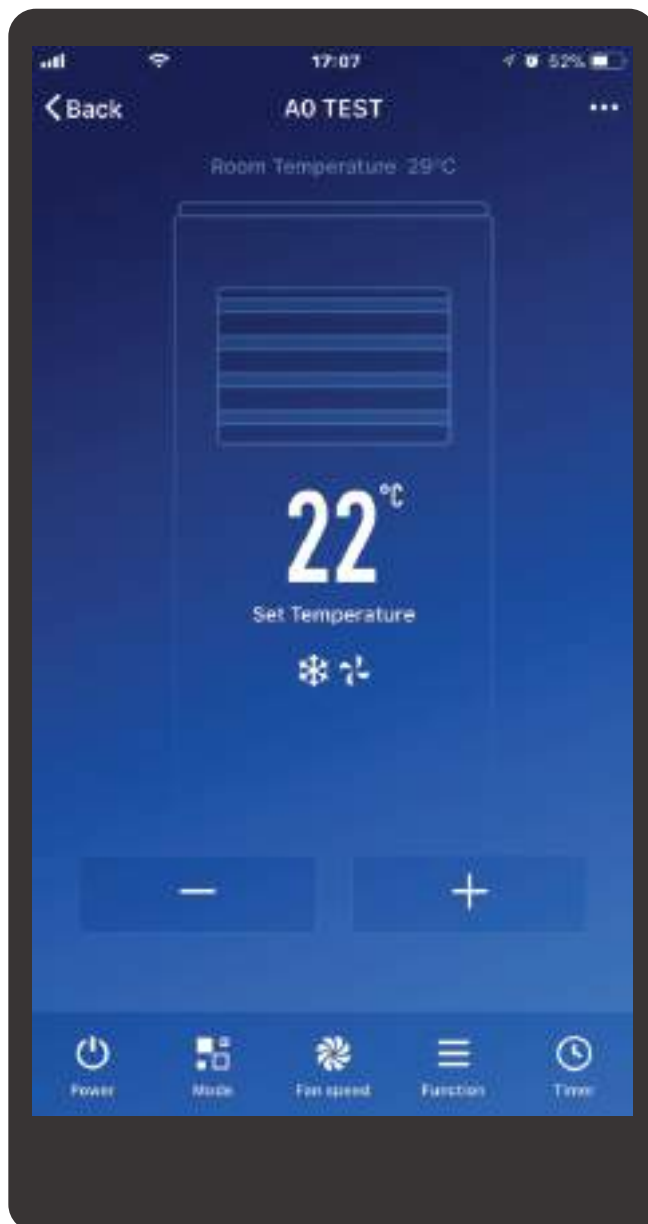 17:07 52%
Back A0 TEST
Room Temperature 29°C
22°C
Set Temperature
Power Mode Fan speed Function Timer